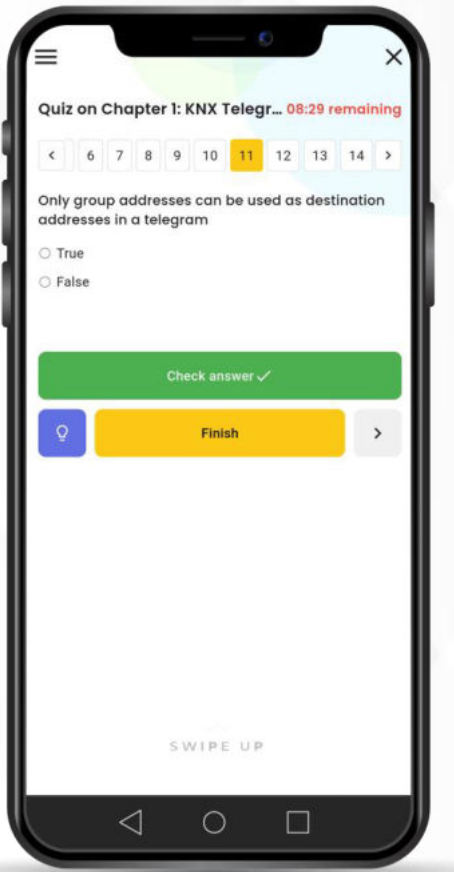 Quiz on Chapter 1: KNX Telegr... 08:29 remaining
6 7 8 9 10 11 12 13 14
Only group addresses can be used as destination
addresses in a telegram
True
False
Check answer
Finish
SWIPE UP